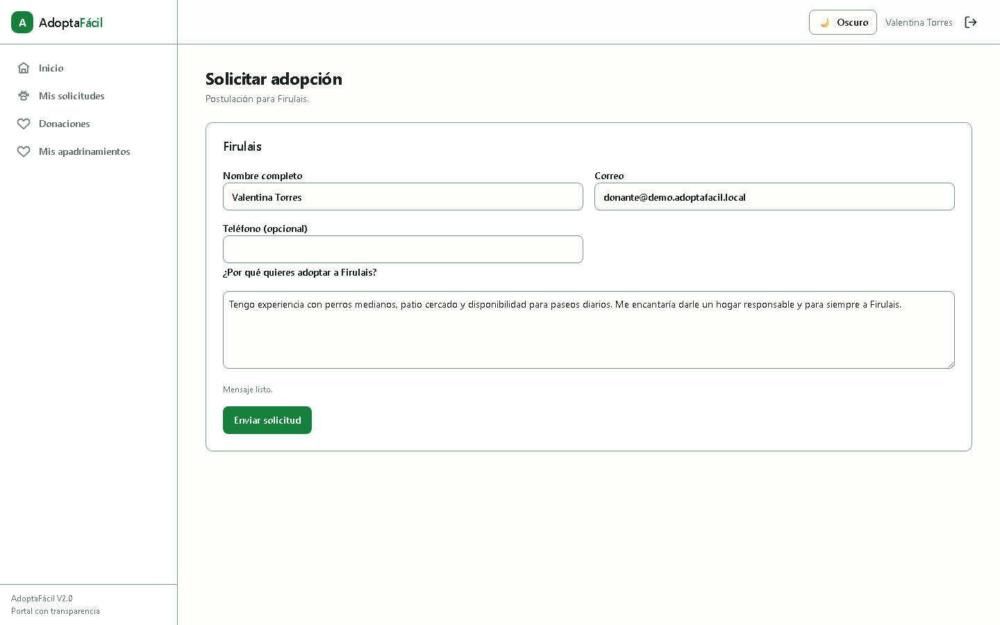 A AdoptaFácil
Oscuro
Valentina Torres
Inicio
Mis solicitudes
Donaciones
Mis apadrinamientos
Solicitar adopción
Postulación para Firulais.
Firulais
Nombre completo
Correo
Valentina Torres
donante@demo.adoptafacil.local
Teléfono (opcional)
¿Por qué quieres adoptar a Firulais?
Tengo experiencia con perros medianos, patio cercado y disponibilidad para paseos diarios. Me encantaría darle un hogar responsable y para siempre a Firulais.
Mensaje listo.
Enviar solicitud
AdoptaFácil V2.0
Portal con transparencia